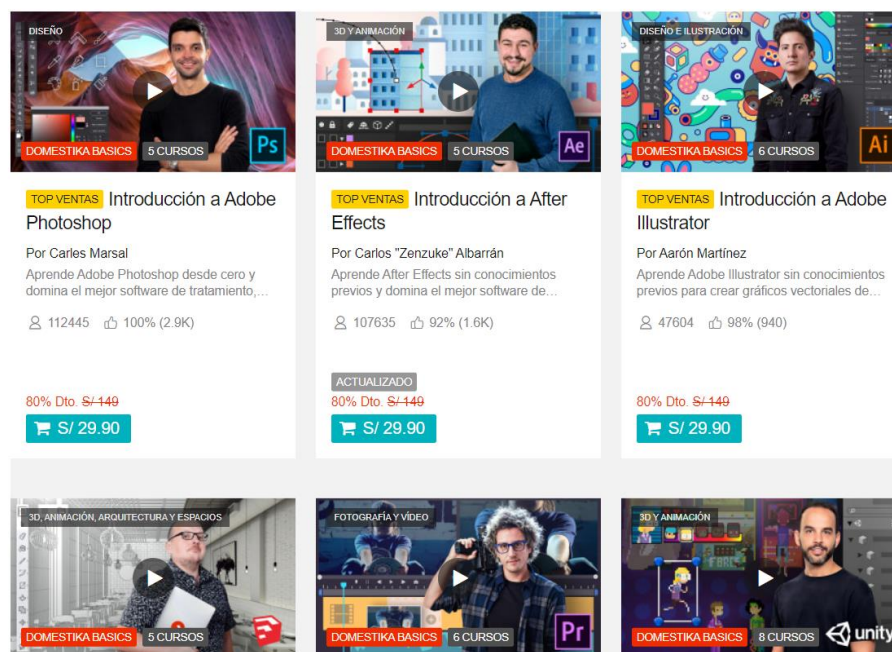 DISEÑO
DOMESTIKA BASICS 5 CURSOS
Ps
TOP VENTAS Introducción a Adobe
Photoshop
Por Carles Marsal
Aprende Adobe Photoshop desde cero y
domina el mejor software de tratamiento,...
112445 100% (2.9K)
80% Dto. S/ 149
S/ 29.90
3D Y ANIMACIÓN
DOMESTIKA BASICS 5 CURSOS
Ae
TOP VENTAS Introducción a After
Effects
Por Carlos "Zenzuke" Albarrán
Aprende After Effects sin conocimientos
previos y domina el mejor software de...
107635 92% (1.6K)
ACTUALIZADO
80% Dto. S/ 149
S/ 29.90
DISEÑO E ILUSTRACIÓN
DOMESTIKA BASICS 6 CURSOS
Ai
TOP VENTAS Introducción a Adobe
Illustrator
Por Aarón Martínez
Aprende Adobe Illustrator sin conocimientos
previos para crear gráficos vectoriales de...
47604 98% (940)
80% Dto. S/ 149
S/ 29.90
3D, ANIMACIÓN, ARQUITECTURA Y ESPACIOS
DOMESTIKA BASICS 5 CURSOS
FOTOGRAFÍA Y VÍDEO
DOMESTIKA BASICS 6 CURSOS
Pr
3D Y ANIMACIÓN
DOMESTIKA BASICS 8 CURSOS
unity